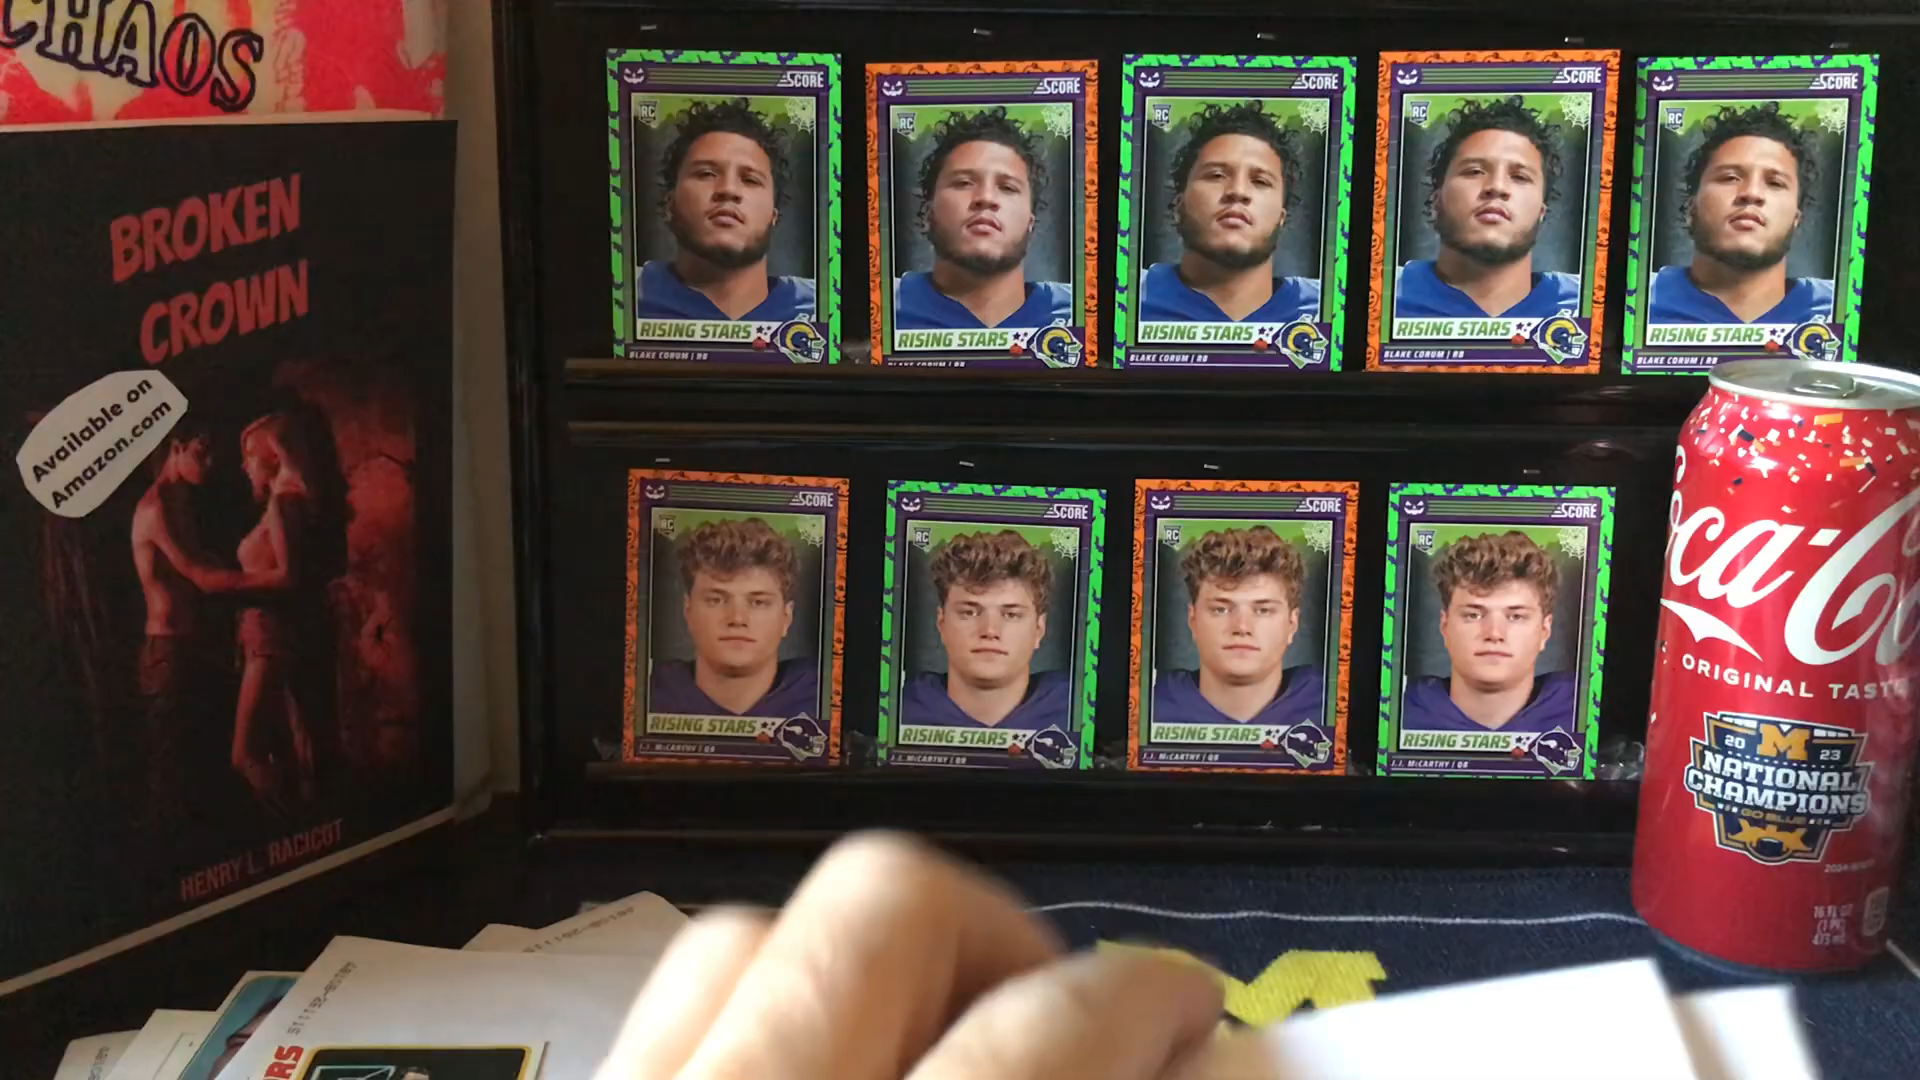 CHAOS
BROKEN
CROWN
Available on
Amazon.com
HENRY L. RACICOT
SCORE
RC
RISING STARS
BLAKE CORUM | RB
SCORE
RC
RISING STARS
BLAKE CORUM | RB
SCORE
RC
RISING STARS
BLAKE CORUM | RB
SCORE
RC
RISING STARS
BLAKE CORUM | RB
SCORE
RC
RISING STARS
BLAKE CORUM | RB
SCORE
RC
RISING STARS
J.J. McCARTHY | QB
SCORE
RC
RISING STARS
J.J. McCARTHY | QB
SCORE
RC
RISING STARS
J.J. McCARTHY | QB
SCORE
RC
RISING STARS
J.J. McCARTHY | QB
Coca-Co
ORIGINAL TASTE
20 M 23
NATIONAL
CHAMPIONS
GO BLUE
16 FL OZ
(1 PT)
473 mL
RS